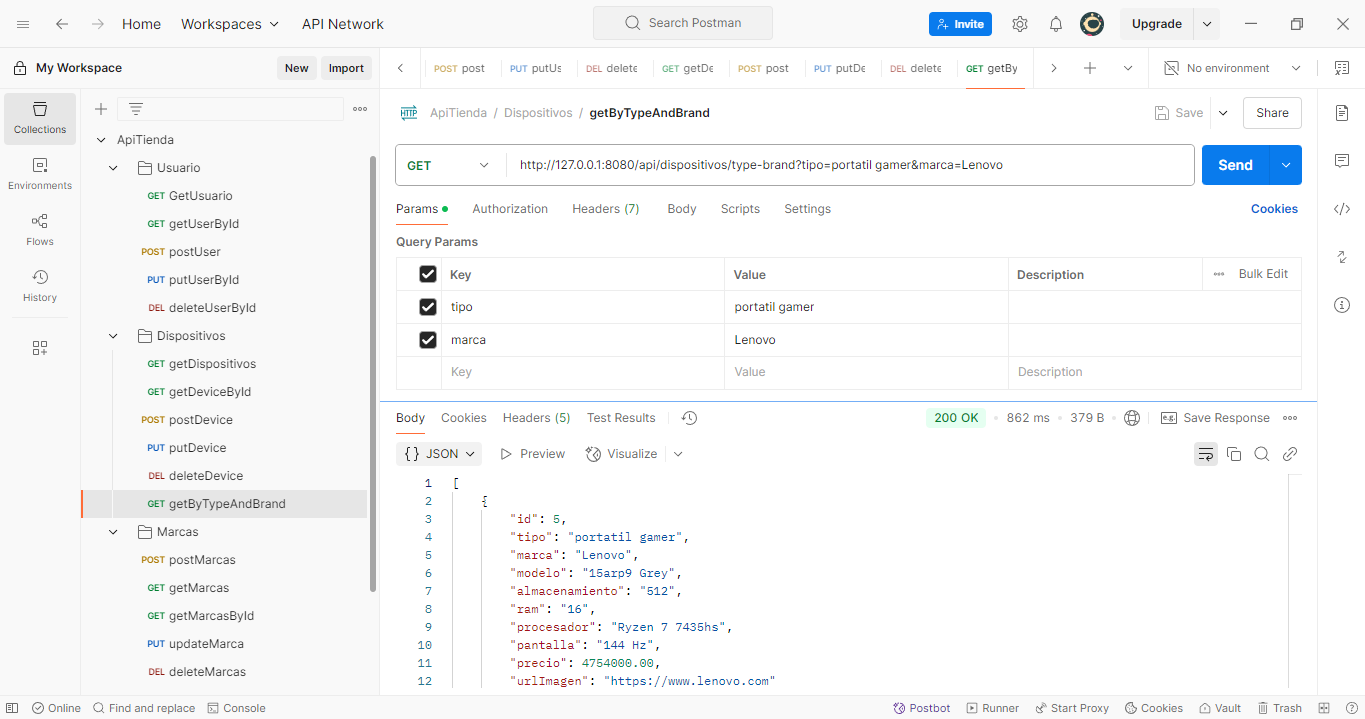 Home Workspaces API Network Search Postman Invite Upgrade
My Workspace New Import
POST post PUT putUs DEL delete GET getDe POST post PUT putDe DEL delete GET getBy No environment
Collections
Environments
Flows
History
ApiTienda
Usuario
GET GetUsuario
GET getUserById
POST postUser
PUT putUserById
DEL deleteUserById
Dispositivos
GET getDispositivos
GET getDeviceById
POST postDevice
PUT putDevice
DEL deleteDevice
GET getByTypeAndBrand
Marcas
POST postMarcas
GET getMarcas
GET getMarcasById
PUT updateMarca
DEL deleteMarcas
HTTP ApiTienda / Dispositivos / getByTypeAndBrand Save Share
GET http://127.0.0.1:8080/api/dispositivos/type-brand?tipo=portatil gamer&marca=Lenovo Send
Params Authorization Headers (7) Body Scripts Settings Cookies
Query Params
Key Value Description Bulk Edit
tipo portatil gamer
marca Lenovo
Key Value Description
Body Cookies Headers (5) Test Results 200 OK 862 ms 379 B e.g. Save Response
{} JSON Preview Visualize
1 [
2 {
3 "id": 5,
4 "tipo": "portatil gamer",
5 "marca": "Lenovo",
6 "modelo": "15arp9 Grey",
7 "almacenamiento": "512",
8 "ram": "16",
9 "procesador": "Ryzen 7 7435hs",
10 "pantalla": "144 Hz",
11 "precio": 4754000.00,
12 "urlImagen": "https://www.lenovo.com"
Online Find and replace Console Postbot Runner Start Proxy Cookies Vault Trash